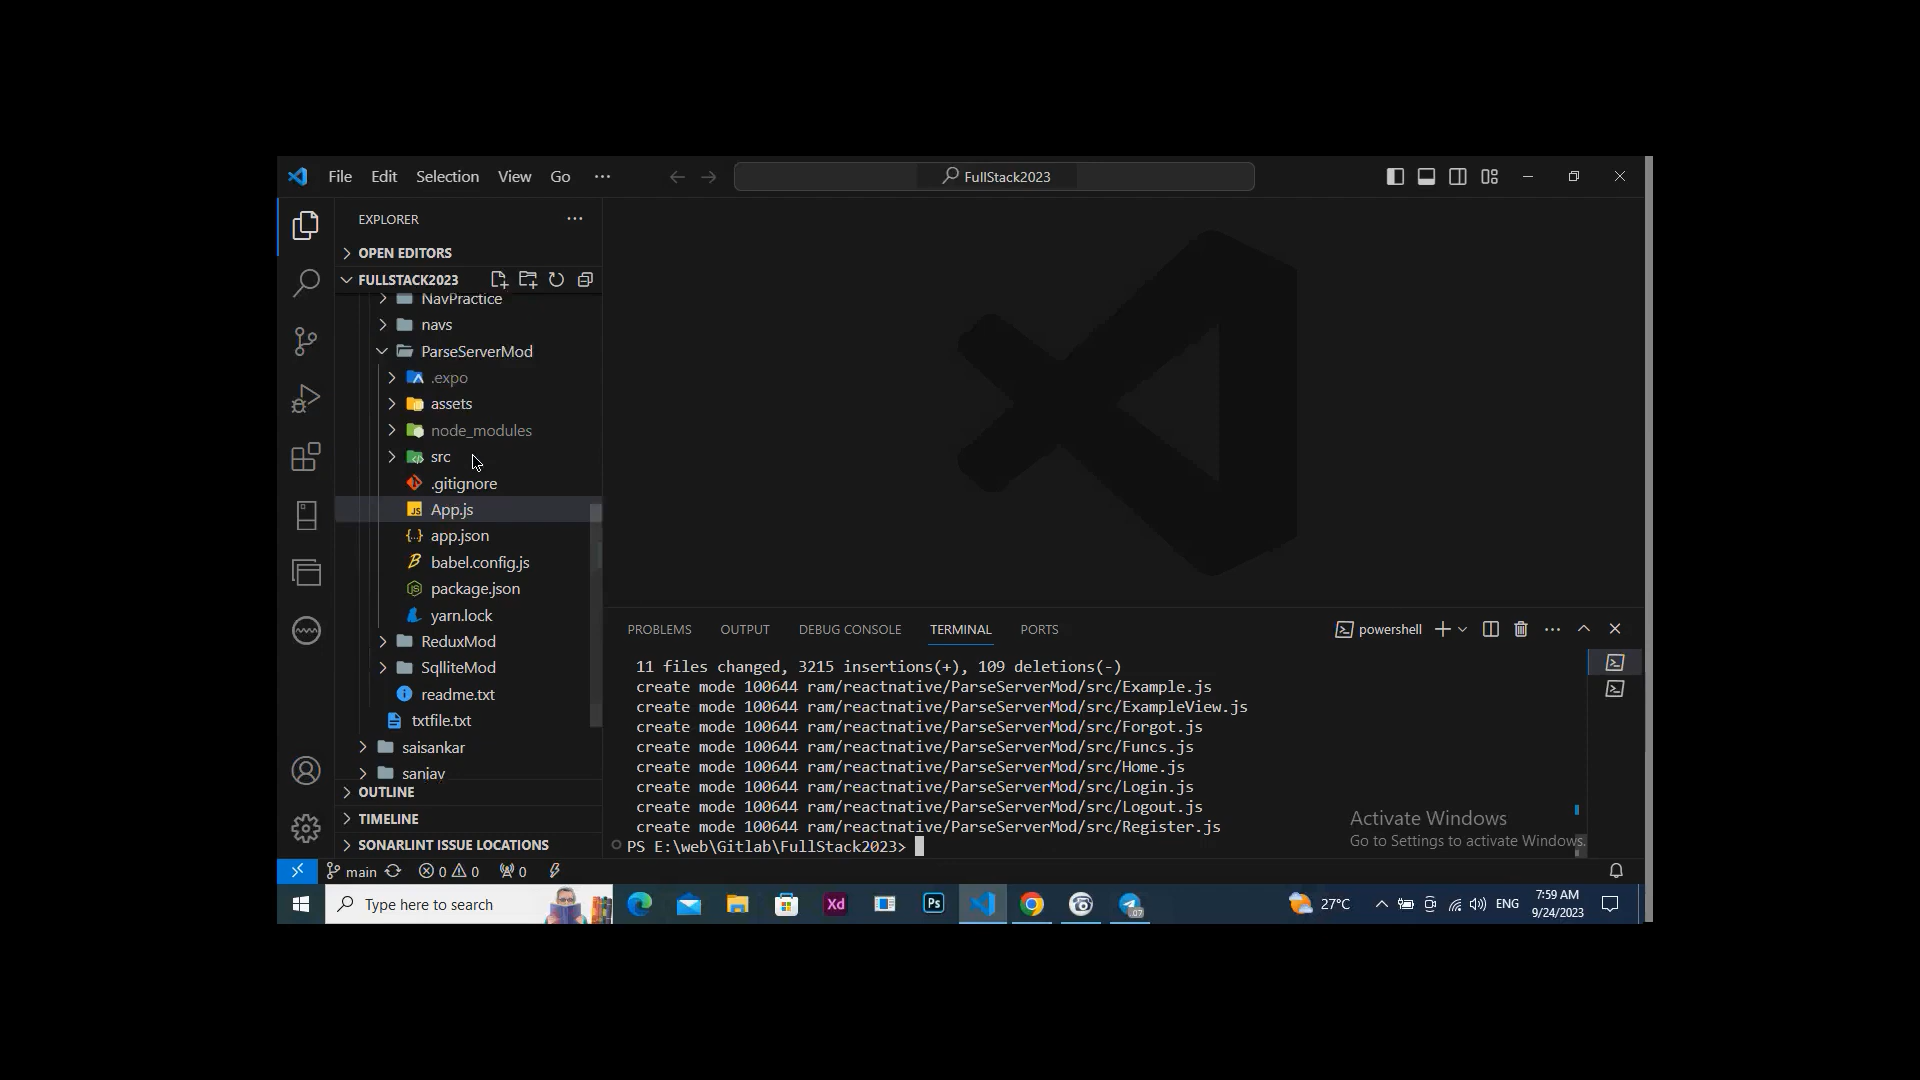 File Edit Selection View Go ···
FullStack2023
EXPLORER
OPEN EDITORS
FULLSTACK2023
NavPractice
navs
ParseServerMod
.expo
assets
node_modules
src
.gitignore
App.js
app.json
babel.config.js
package.json
yarn.lock
ReduxMod
SqlliteMod
readme.txt
txtfile.txt
saisankar
sanjay
OUTLINE
TIMELINE
SONARLINT ISSUE LOCATIONS
PROBLEMS OUTPUT DEBUG CONSOLE TERMINAL PORTS
powershell
11 files changed, 3215 insertions(+), 109 deletions(-)
create mode 100644 ram/reactnative/ParseServerMod/src/Example.js
create mode 100644 ram/reactnative/ParseServerMod/src/ExampleView.js
create mode 100644 ram/reactnative/ParseServerMod/src/Forgot.js
create mode 100644 ram/reactnative/ParseServerMod/src/Funcs.js
create mode 100644 ram/reactnative/ParseServerMod/src/Home.js
create mode 100644 ram/reactnative/ParseServerMod/src/Login.js
create mode 100644 ram/reactnative/ParseServerMod/src/Logout.js
create mode 100644 ram/reactnative/ParseServerMod/src/Register.js
PS E:\web\Gitlab\FullStack2023>
Activate Windows
Go to Settings to activate Windows.
main 0 0 0
Type here to search
Xd
Ps
07
27°C
ENG
7:59 AM
9/24/2023